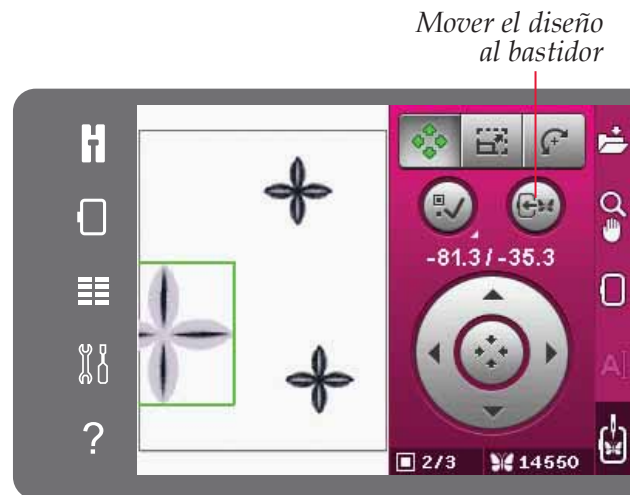 Mover el diseño
al bastidor
-81.3 / -35.3
A
?
2/3 14550